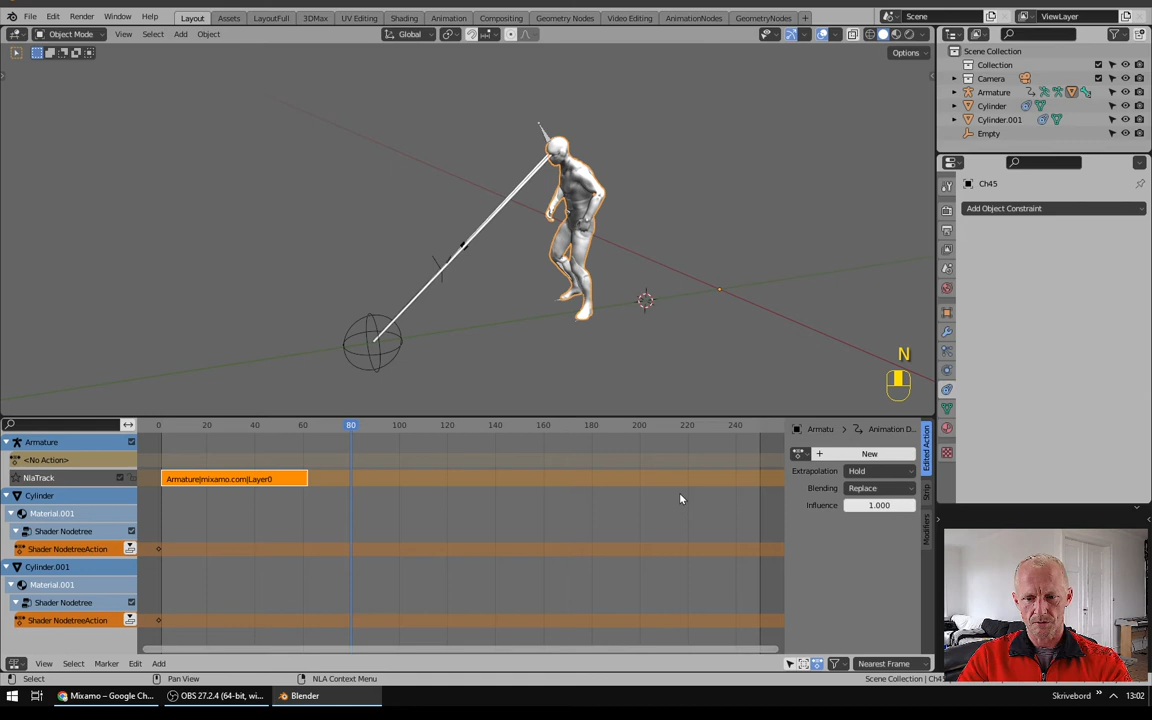 File Edit Render Window Help Layout Assets LayoutFull 3DMax UV Editing Shading Animation Compositing Geometry Nodes Video Editing AnimationNodes GeometryNodes + Scene ViewLayer
Object Mode View Select Add Object Global
Options
Scene Collection
Collection
Camera
Armature
Cylinder
Cylinder.001
Empty
Ch45
Add Object Constraint
N
0 20 40 60 80 100 120 140 160 180 200 220 240
Armature
<No Action>
NlaTrack
Armature|mixamo.com|Layer0
Cylinder
Material.001
Shader Nodetree
Shader NodetreeAction
Cylinder.001
Material.001
Shader Nodetree
Shader NodetreeAction
Armatu Animation D...
New
Extrapolation Hold
Blending Replace
Influence 1.000
Edited Action
Strip
Modifiers
View Select Marker Edit Add Nearest Frame
Select Pan View NLA Context Menu Scene Collection | Ch45
Mixamo – Google Ch... OBS 27.2.4 (64-bit, wi... Blender Skrivebord 13:02